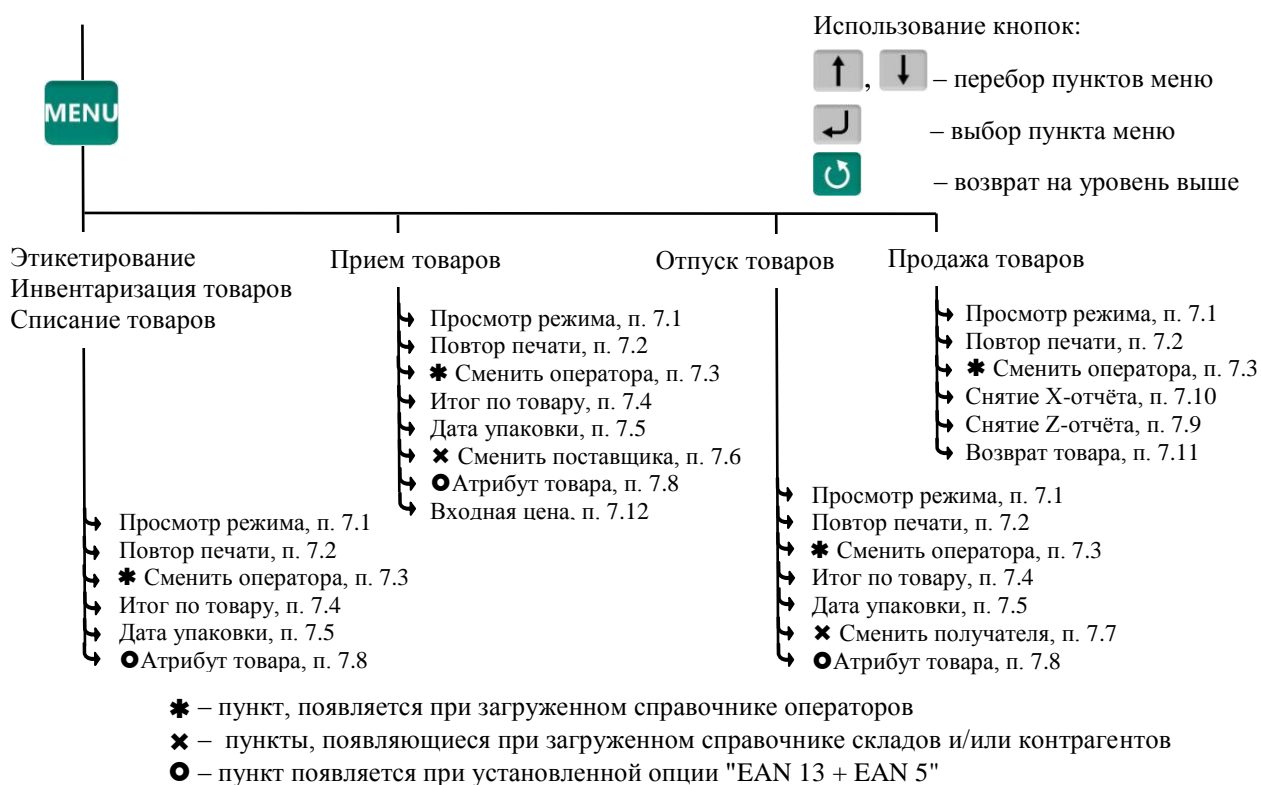 Использование кнопок:
, – перебор пунктов меню
MENU
– выбор пункта меню
– возврат на уровень выше
Этикетирование
Инвентаризация товаров
Списание товаров
Просмотр режима, п. 7.1
Повтор печати, п. 7.2
✱ Сменить оператора, п. 7.3
Итог по товару, п. 7.4
Дата упаковки, п. 7.5
Атрибут товара, п. 7.8
Прием товаров
Просмотр режима, п. 7.1
Повтор печати, п. 7.2
✱ Сменить оператора, п. 7.3
Итог по товару, п. 7.4
Дата упаковки, п. 7.5
✖ Сменить поставщика, п. 7.6
Атрибут товара, п. 7.8
Входная цена, п. 7.12
Отпуск товаров
Просмотр режима, п. 7.1
Повтор печати, п. 7.2
✱ Сменить оператора, п. 7.3
Итог по товару, п. 7.4
Дата упаковки, п. 7.5
✖ Сменить получателя, п. 7.7
Атрибут товара, п. 7.8
Продажа товаров
Просмотр режима, п. 7.1
Повтор печати, п. 7.2
✱ Сменить оператора, п. 7.3
Снятие X-отчёта, п. 7.10
Снятие Z-отчёта, п. 7.9
Возврат товара, п. 7.11
✱ – пункт, появляется при загруженном справочнике операторов
✖ – пункты, появляющиеся при загруженном справочнике складов и/или контрагентов
– пункт появляется при установленной опции "EAN 13 + EAN 5"